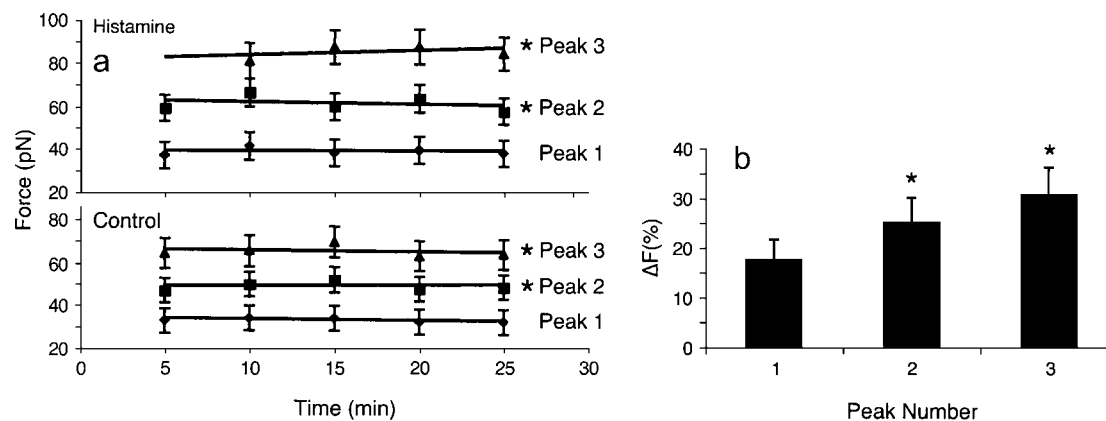 Histamine
a
100
80
60
40
20
* Peak 3
* Peak 2
Peak 1
Force (pN)
Control
80
60
40
20
* Peak 3
* Peak 2
Peak 1
0 5 10 15 20 25 30
Time (min)
b
40
30
20
10
0
* *
ΔF(%)
1 2 3
Peak Number